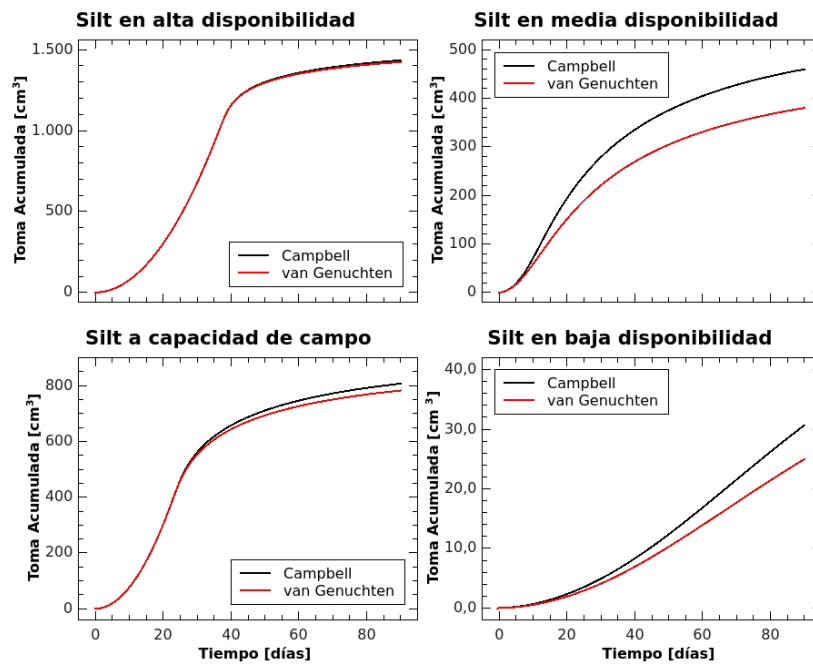 Silt en alta disponibilidad
Toma Acumulada [cm³]
1.500
1.000
500
0
Campbell
van Genuchten
Silt en media disponibilidad
Toma Acumulada [cm³]
500
400
300
200
100
0
Campbell
van Genuchten
Silt a capacidad de campo
Toma Acumulada [cm³]
800
600
400
200
0
Campbell
van Genuchten
0 20 40 60 80
Tiempo [días]
Silt en baja disponibilidad
Toma Acumulada [cm ³]
40,0
30,0
20,0
10,0
0,0
Campbell
van Genuchten
0 20 40 60 80
Tiempo [días]